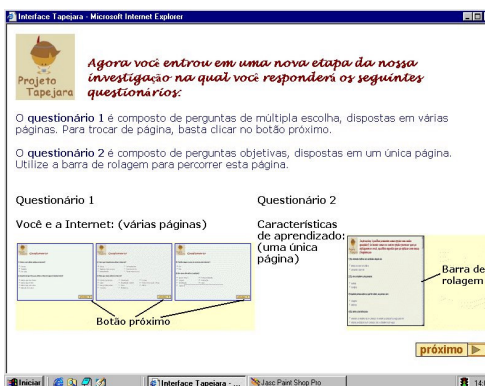 Interface Tapejara - Microsoft Internet Explorer
Projeto
Tapejara
Agora você entrou em uma nova etapa da nossa
investigação na qual você responderá os seguintes
questionários:
O questionário 1 é composto de perguntas de múltipla escolha, dispostas em várias
páginas. Para trocar de página, basta clicar no botão próximo.
O questionário 2 é composto de perguntas objetivas, dispostas em um única página.
Utilize a barra de rolagem para percorrer esta página.
Questionário 1
Você e a Internet: (várias páginas)
Botão próximo
Questionário 2
Características
de aprendizado:
(uma única
página)
Barra de
rolagem
próximo
Iniciar
Interface Tapejara - ...
Jasc Paint Shop Pro